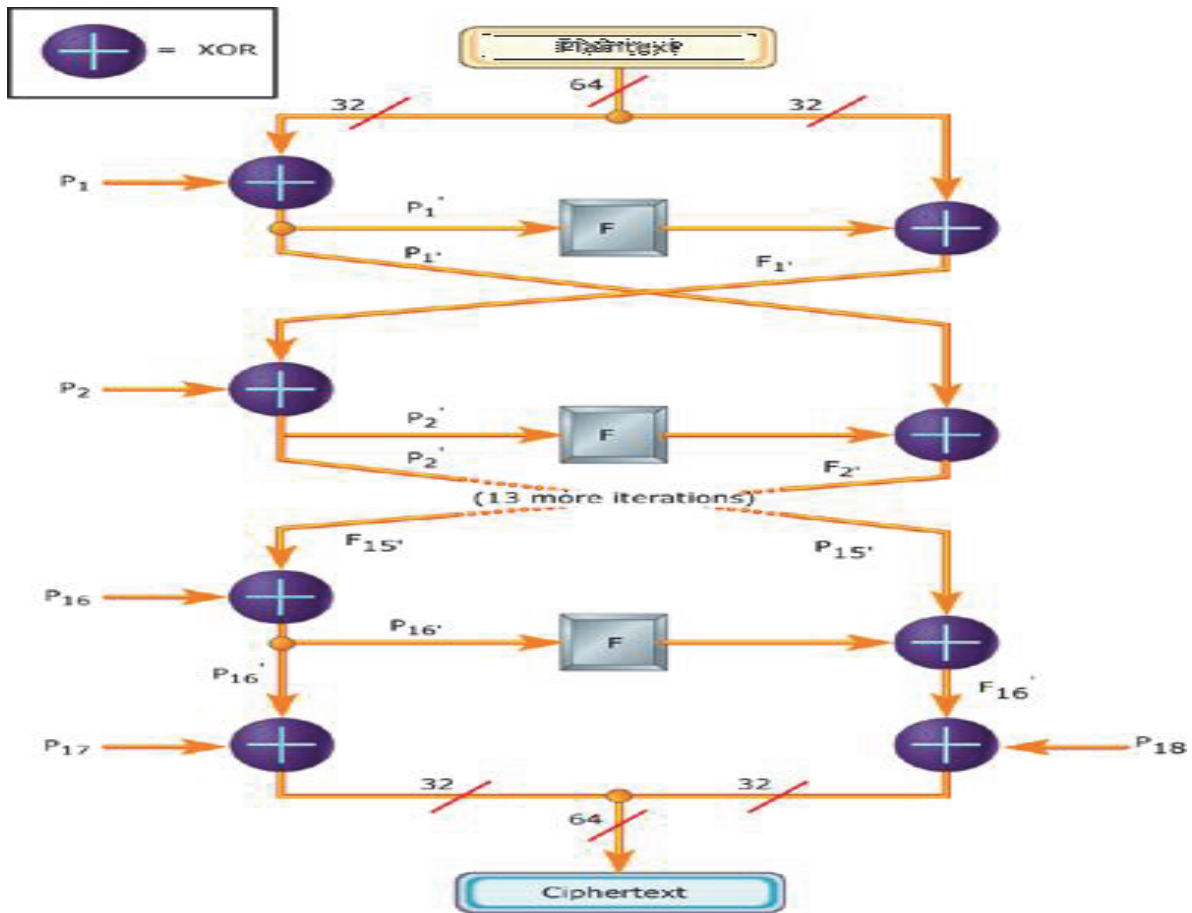 = XOR
Plaintext
64
32
32
P1
P1'
F
P1'
F1'
P2
P2'
F
P2'
F2'
(13 more iterations)
F15'
P15'
P16
P16'
F
P16'
F16'
P17
P18
32
32
64
Ciphertext